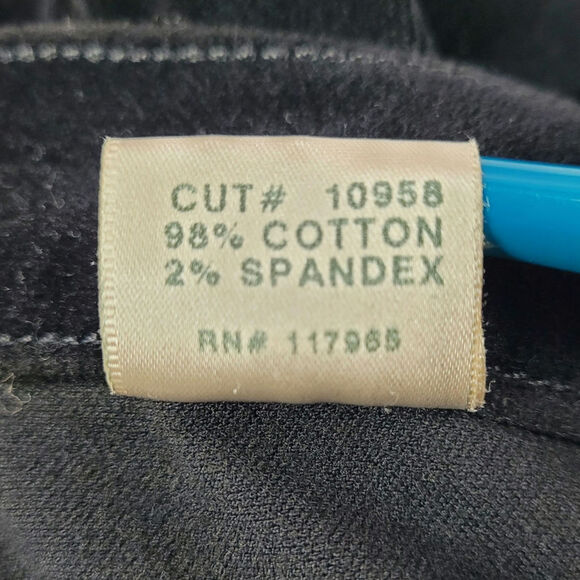 CUT# 10958
98% COTTON
2% SPANDEX
RN# 117965